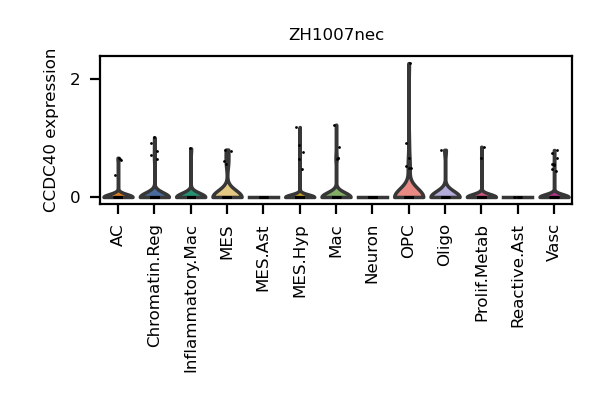 ZH1007nec
CCDC40 expression
2
0
AC
Chromatin.Reg
Inflammatory.Mac
MES
MES.Ast
MES.Hyp
Mac
Neuron
OPC
Oligo
Prolif.Metab
Reactive.Ast
Vasc